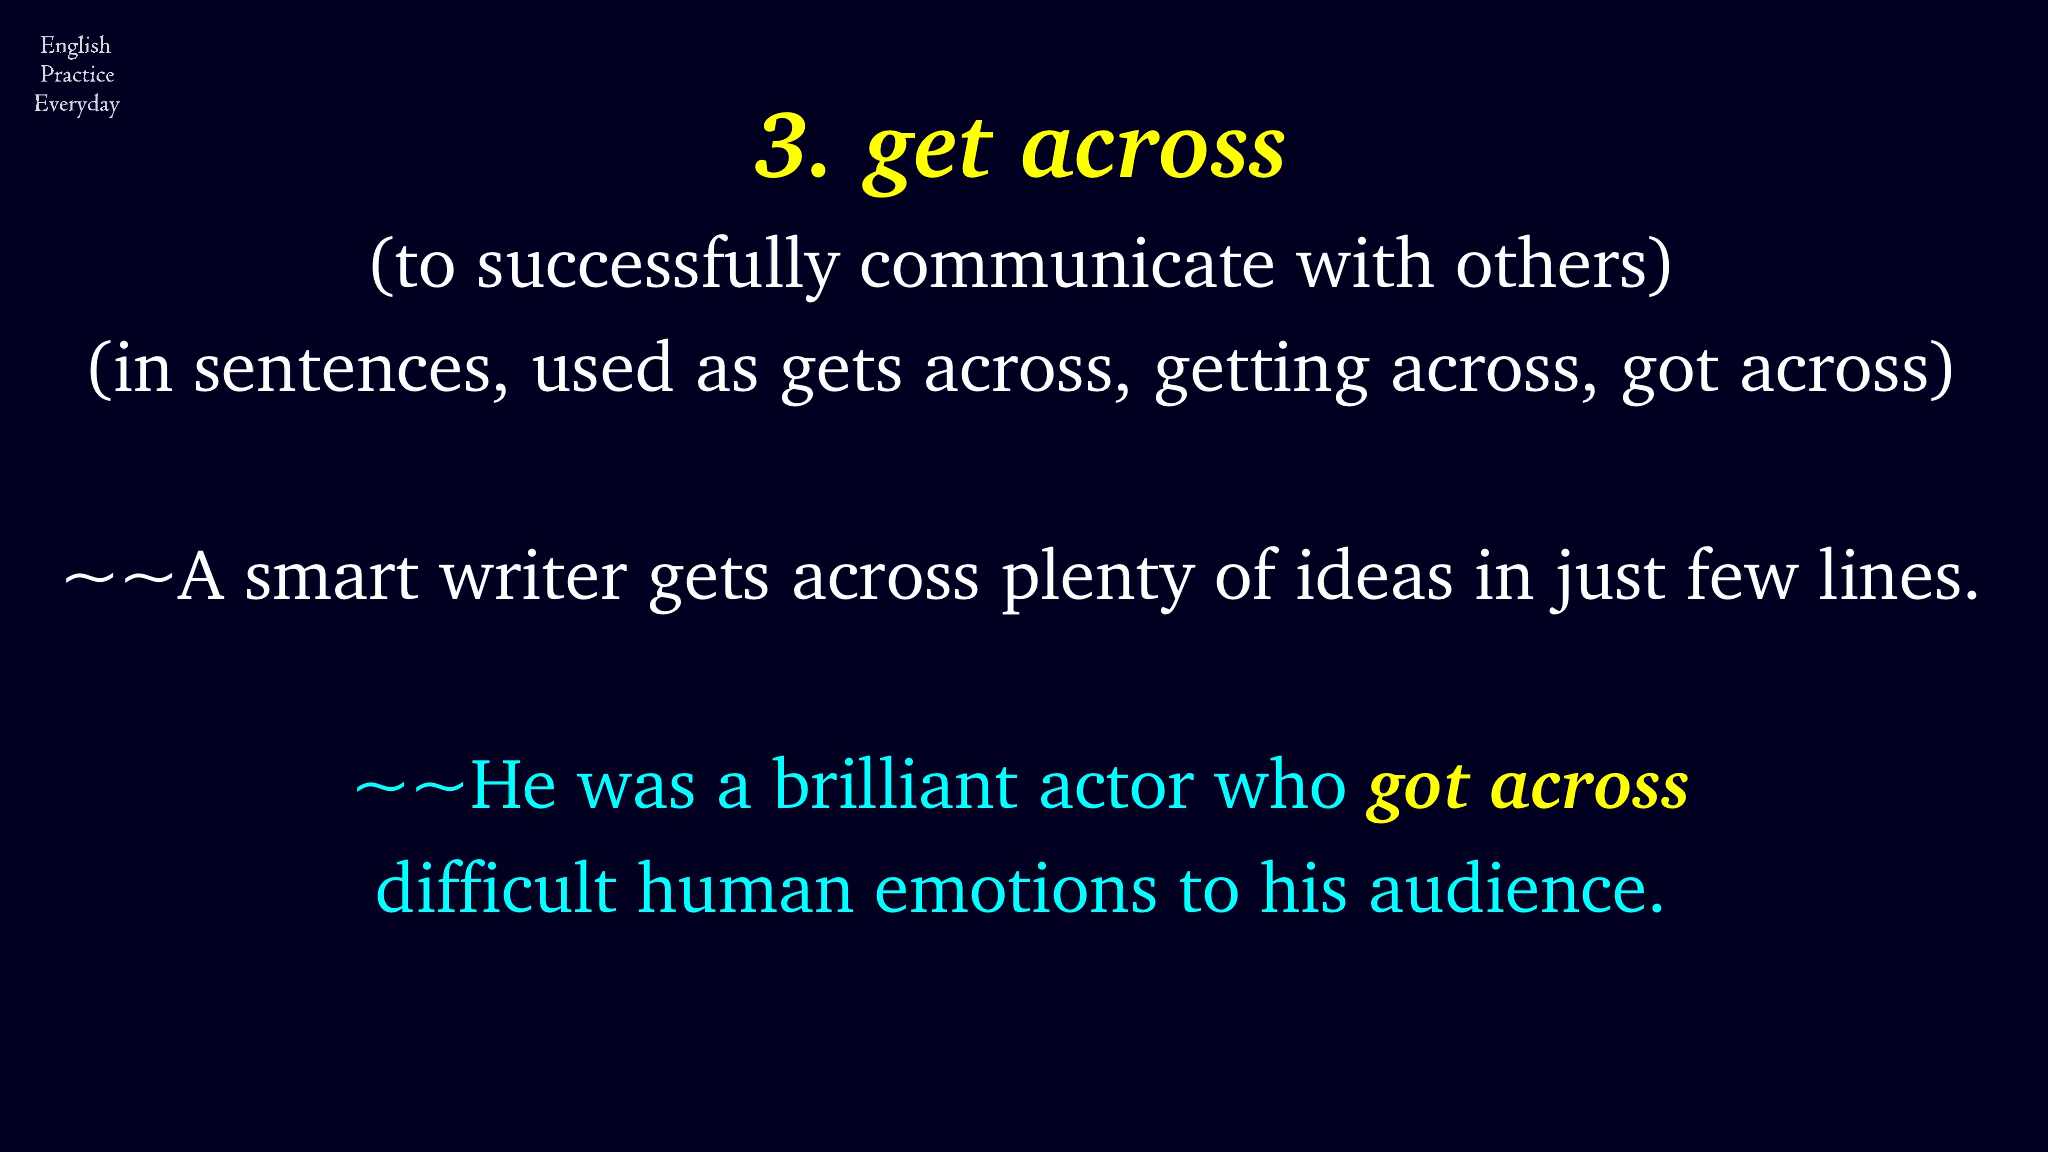 English
Practice
Everyday
3. get across
(to successfully communicate with others)
(in sentences, used as gets across, getting across, got across)
~~A smart writer gets across plenty of ideas in just few lines.
~~He was a brilliant actor who got across
difficult human emotions to his audience.